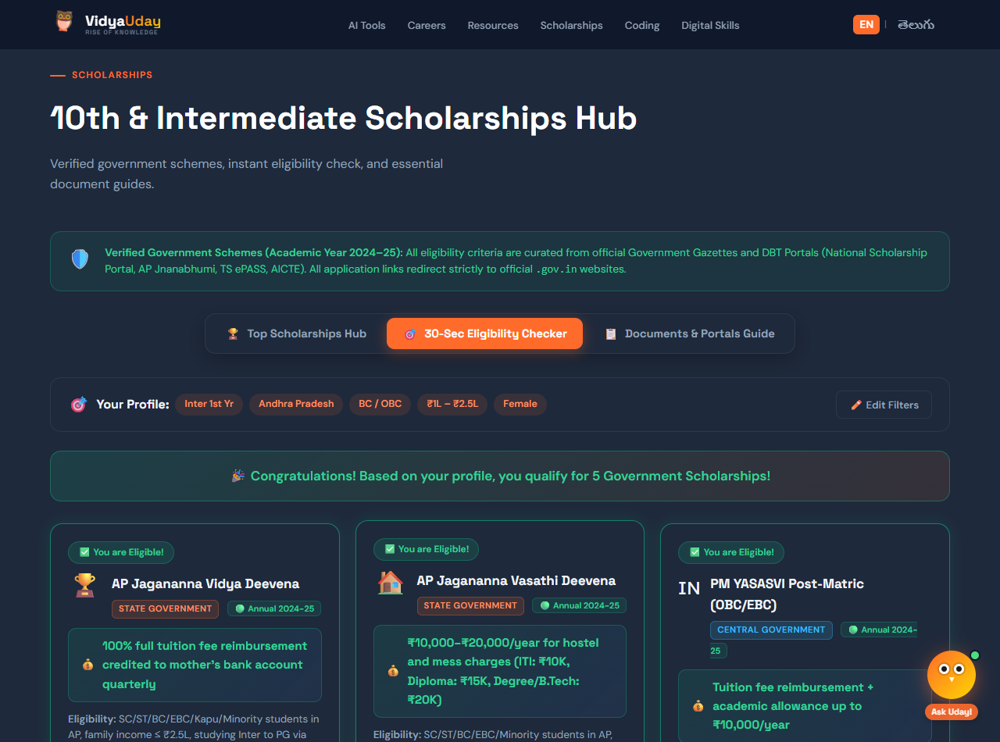 VidyaUday
RISE OF KNOWLEDGE
AI Tools Careers Resources Scholarships Coding Digital Skills
EN | తెలుగు
SCHOLARSHIPS
10th & Intermediate Scholarships Hub
Verified government schemes, instant eligibility check, and essential
document guides.
Verified Government Schemes (Academic Year 2024–25): All eligibility criteria are curated from official Government Gazettes and DBT Portals (National Scholarship
Portal, AP Jnanabhumi, TS ePASS, AICTE). All application links redirect strictly to official .gov.in websites.
Top Scholarships Hub
30-Sec Eligibility Checker
Documents & Portals Guide
Your Profile: Inter 1st Yr Andhra Pradesh BC / OBC ₹1L – ₹2.5L Female
Edit Filters
Congratulations! Based on your profile, you qualify for 5 Government Scholarships!
You are Eligible!
AP Jagananna Vidya Deevena
STATE GOVERNMENT Annual 2024-25
100% full tuition fee reimbursement
credited to mother's bank account
quarterly
Eligibility: SC/ST/BC/EBC/Kapu/Minority students in
AP, family income ≤ ₹2.5L, studying Inter to PG via
You are Eligible!
AP Jagananna Vasathi Deevena
STATE GOVERNMENT Annual 2024-25
₹10,000–₹20,000/year for hostel
and mess charges (ITI: ₹10K,
Diploma: ₹15K, Degree/B.Tech:
₹20K)
Eligibility: SC/ST/BC/EBC/Minority students in AP,
You are Eligible!
IN PM YASASVI Post-Matric
(OBC/EBC)
CENTRAL GOVERNMENT Annual 2024-
25
Tuition fee reimbursement +
academic allowance up to
₹10,000/year
Ask Uday!